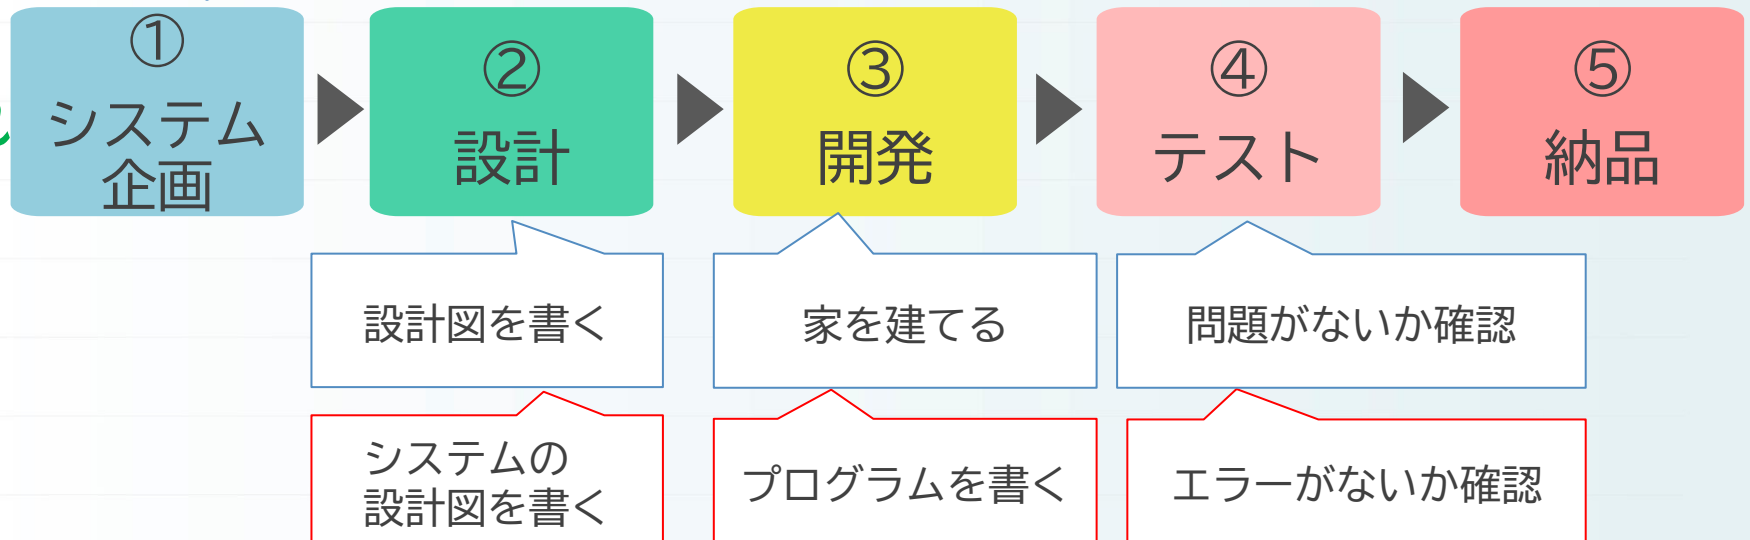 ①
システム
企画
②
設計
③
開発
④
テスト
⑤
納品
設計図を書く
家を建てる
問題がないか確認
システムの
設計図を書く
プログラムを書く
エラーがないか確認